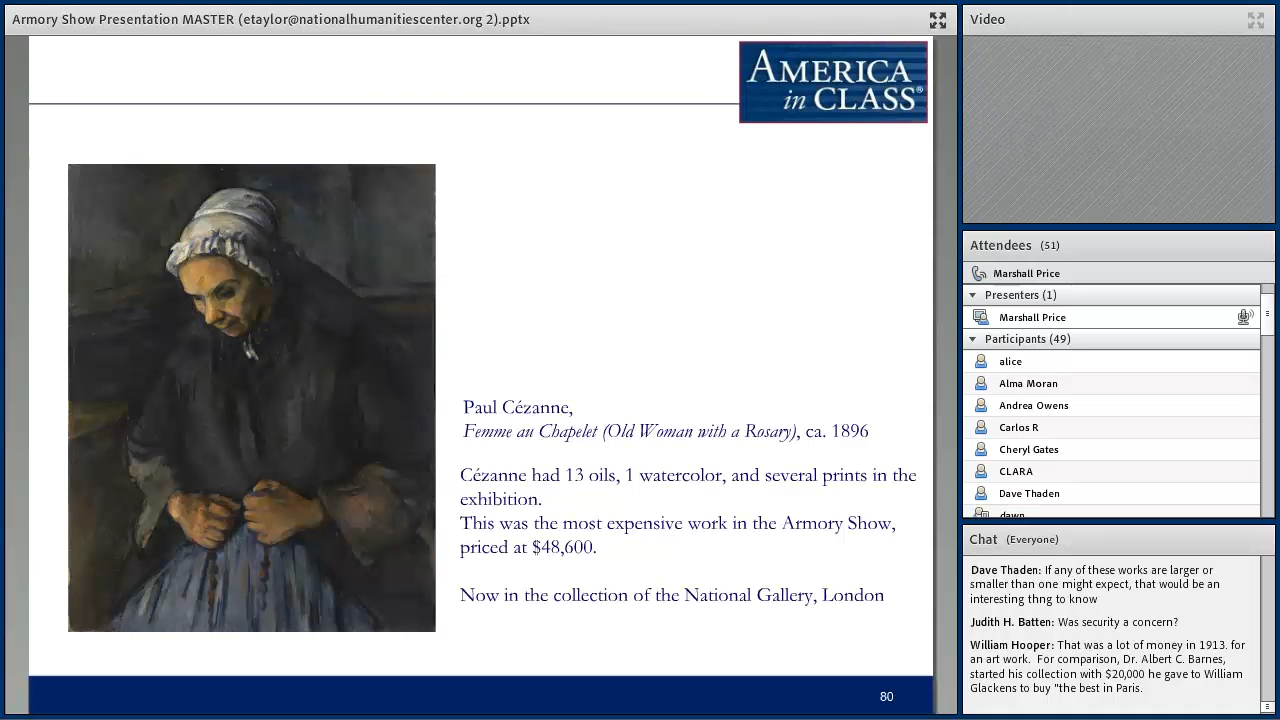 Armory Show Presentation MASTER (etaylor@nationalhumanitiescenter.org 2).pptx
AMERICA
in CLASS®
Paul Cézanne,
Femme au Chapelet (Old Woman with a Rosary), ca. 1896
Cézanne had 13 oils, 1 watercolor, and several prints in the
exhibition.
This was the most expensive work in the Armory Show,
priced at $48,600.
Now in the collection of the National Gallery, London
80
Video
Attendees (51)
Marshall Price
Presenters (1)
Marshall Price
Participants (49)
alice
Alma Moran
Andrea Owens
Carlos R
Cheryl Gates
CLARA
Dave Thaden
dawn
Chat (Everyone)
Dave Thaden: If any of these works are larger or
smaller than one might expect, that would be an
interesting thng to know
Judith H. Batten: Was security a concern?
William Hooper: That was a lot of money in 1913. for
an art work. For comparison, Dr. Albert C. Barnes,
started his collection with $20,000 he gave to William
Glackens to buy "the best in Paris.